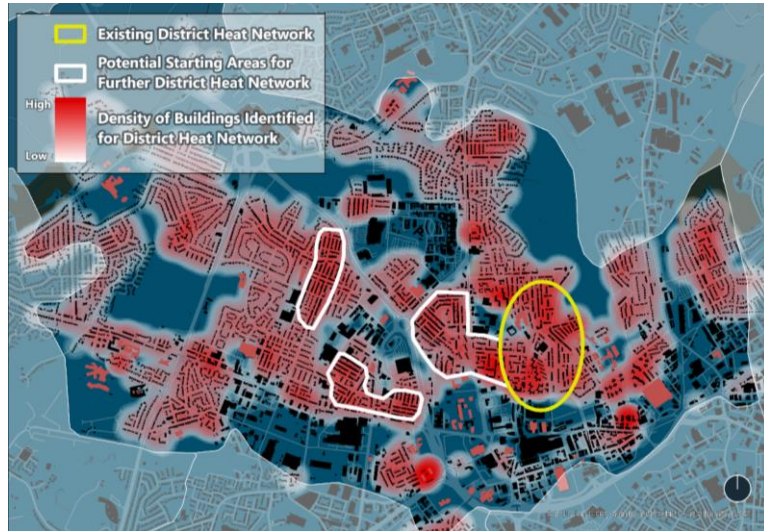 Existing District Heat Network
Potential Starting Areas for
Further District Heat Network
High
Density of Buildings Identified
for District Heat Network
Low